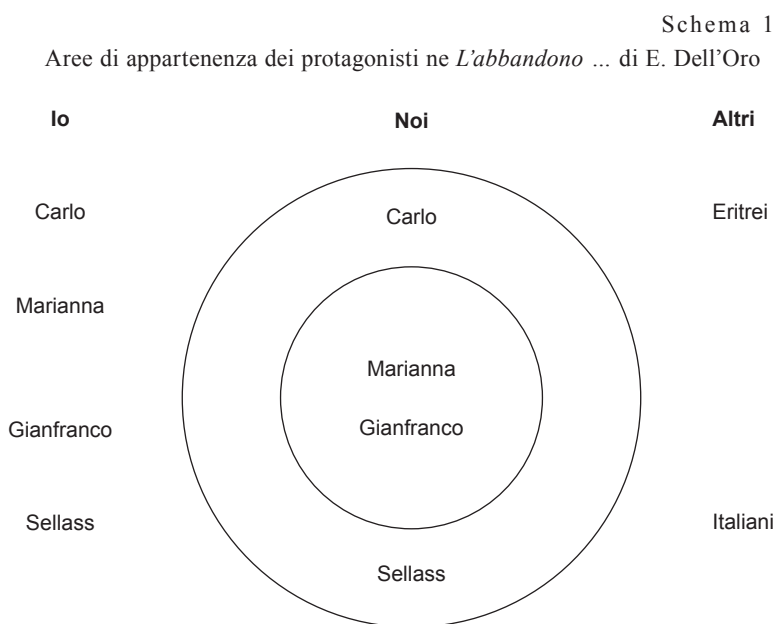 Schema 1
Aree di appartenenza dei protagonisti ne L'abbandono ... di E. Dell'Oro
Io Noi Altri
Carlo Carlo Eritrei
Marianna
Marianna
Gianfranco Gianfranco
Sellass Italiani
Sellass